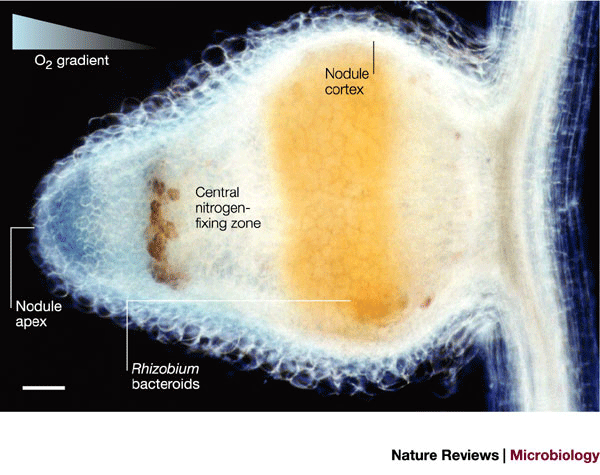 O₂ gradient
Nodule
cortex
Central
nitrogen-
fixing zone
Nodule
apex
Rhizobium
bacteroids
Nature Reviews | Microbiology